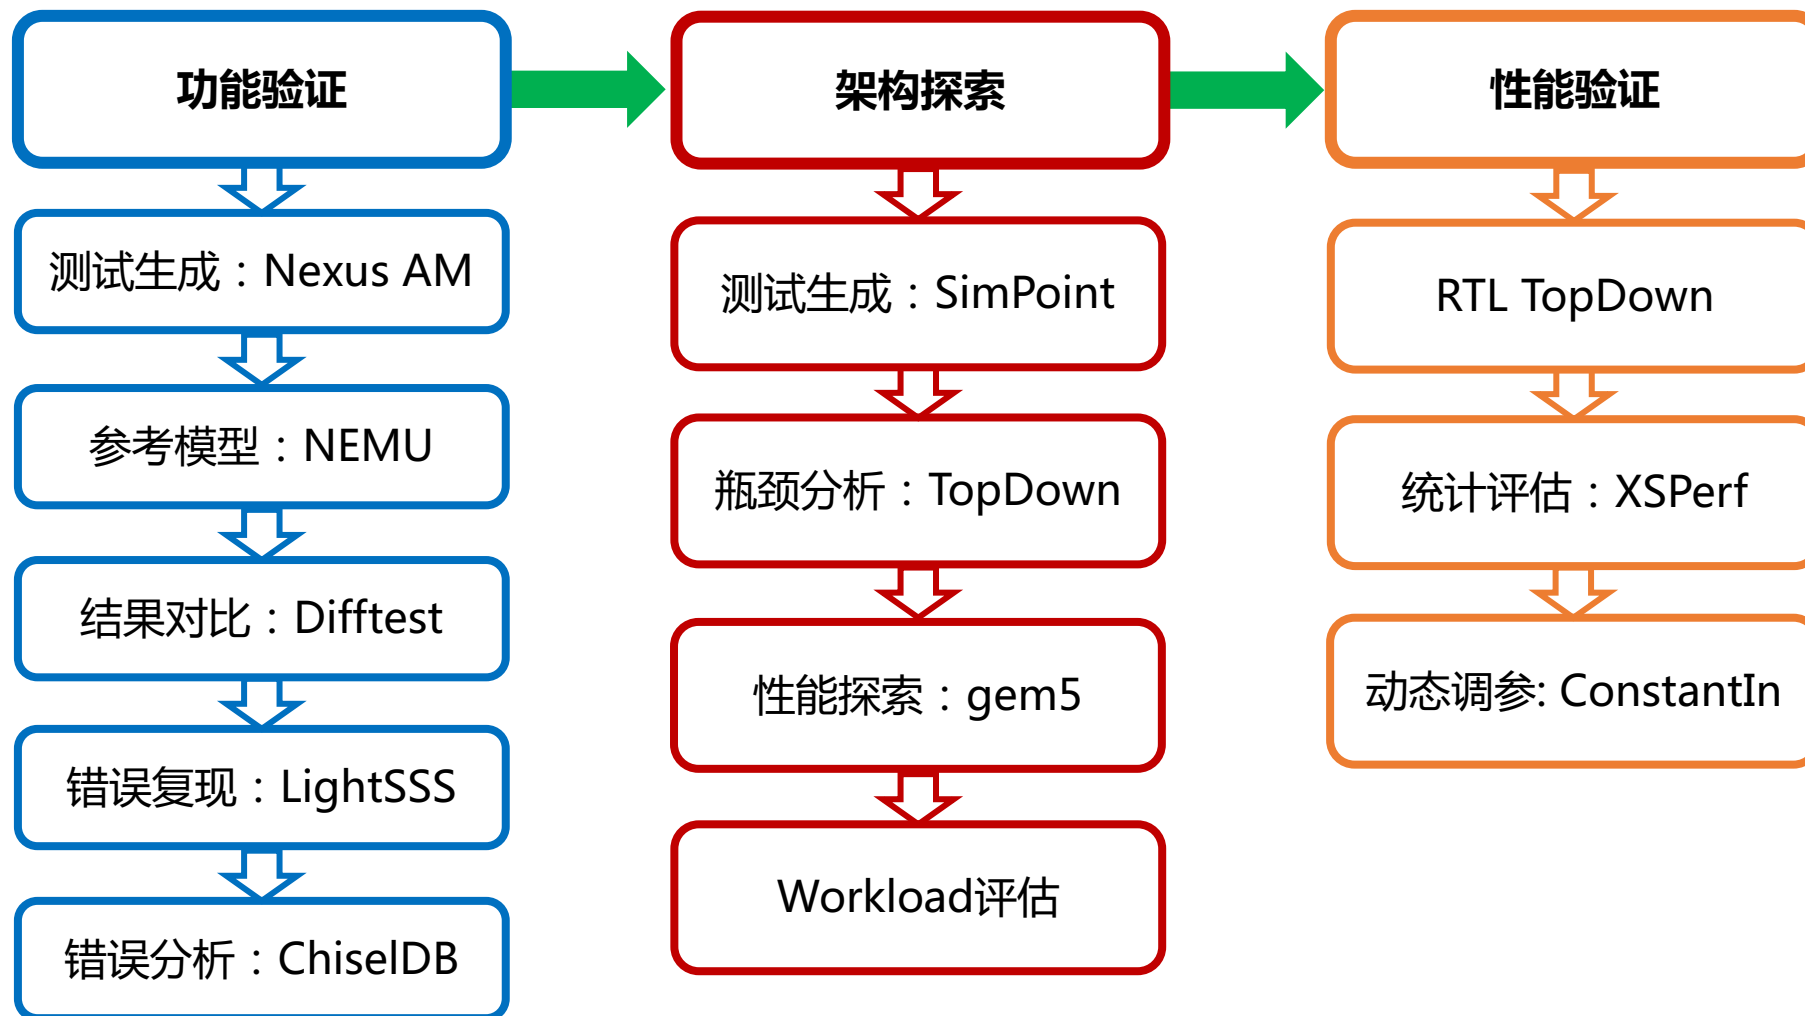 功能验证
测试生成：Nexus AM
参考模型：NEMU
结果对比：Difftest
错误复现：LightSSS
错误分析：ChiselDB
架构探索
测试生成：SimPoint
瓶颈分析：TopDown
性能探索：gem5
Workload评估
性能验证
RTL TopDown
统计评估：XSPerf
动态调参: ConstantIn